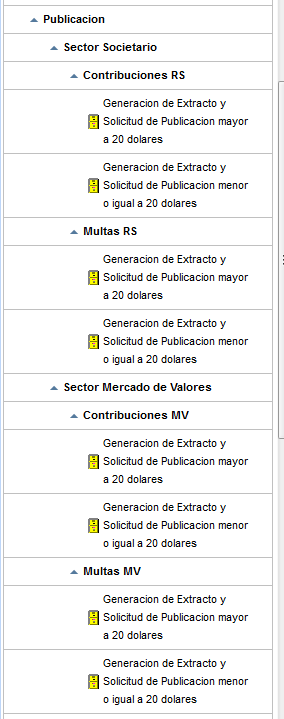 Publicacion
Sector Societario
Contribuciones RS
Generacion de Extracto y
Solicitud de Publicacion mayor
a 20 dolares
Generacion de Extracto y
Solicitud de Publicacion menor
o igual a 20 dolares
Multas RS
Generacion de Extracto y
Solicitud de Publicacion mayor
a 20 dolares
Generacion de Extracto y
Solicitud de Publicacion menor
o igual a 20 dolares
Sector Mercado de Valores
Contribuciones MV
Generacion de Extracto y
Solicitud de Publicacion mayor
a 20 dolares
Generacion de Extracto y
Solicitud de Publicacion menor
o igual a 20 dolares
Multas MV
Generacion de Extracto y
Solicitud de Publicacion mayor
a 20 dolares
Generacion de Extracto y
Solicitud de Publicacion menor
o igual a 20 dolares